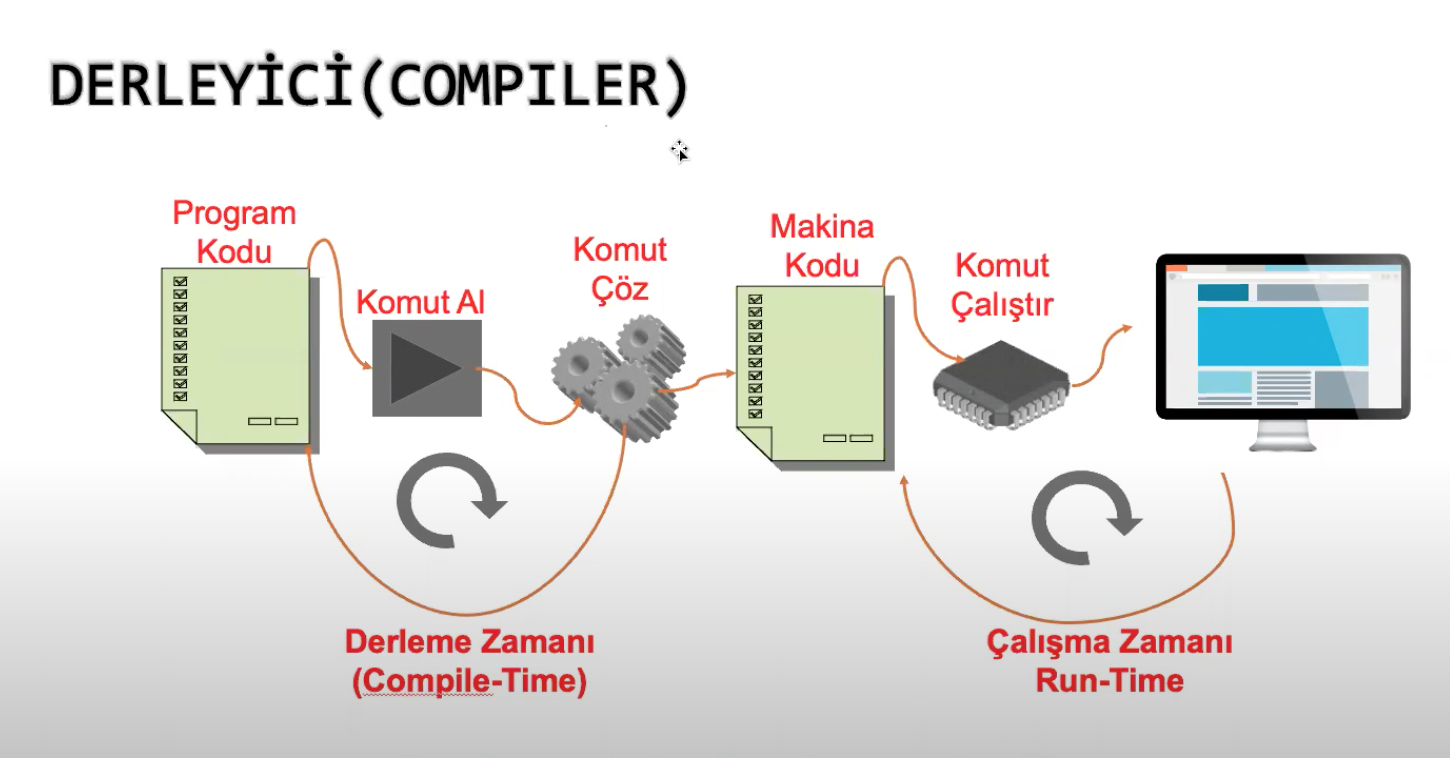 DERLEYİCİ(COMPILER)
Program
Kodu
Komut Al
Komut
Çöz
Makina
Kodu
Komut
Çalıştır
Derleme Zamanı
(Compile-Time)
Çalışma Zamanı
Run-Time